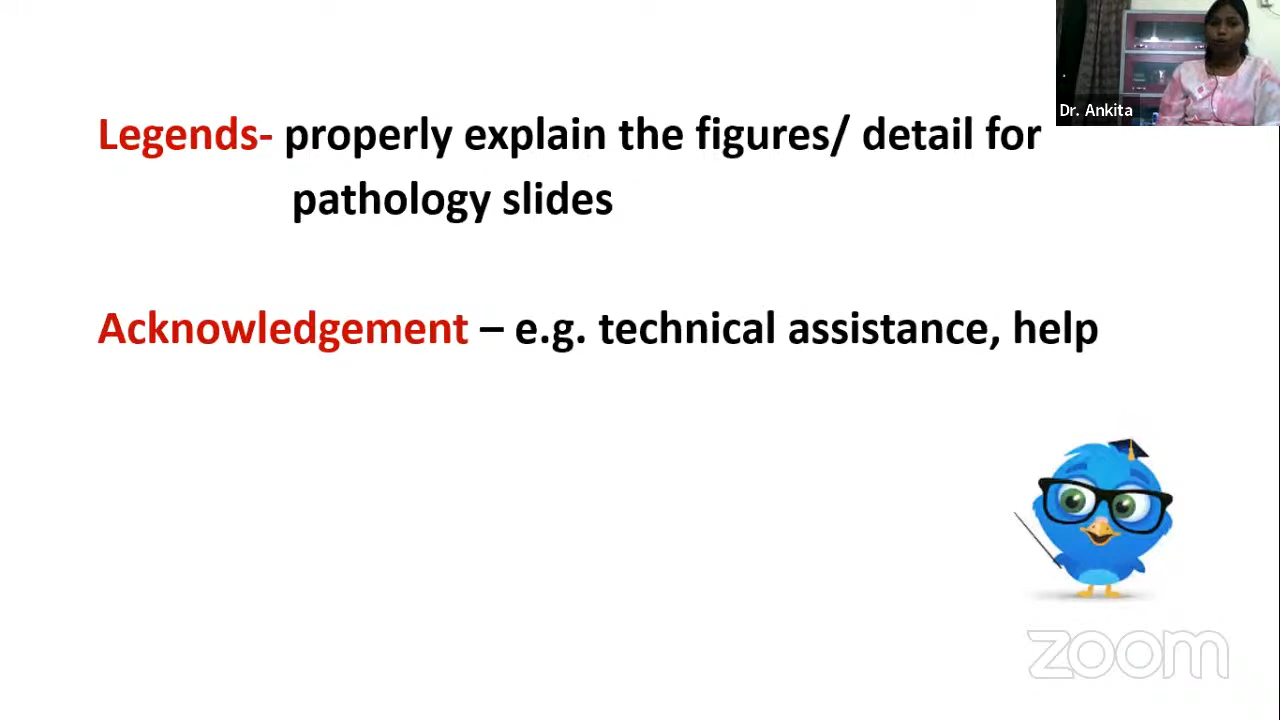 Dr. Ankita
Legends- properly explain the figures/ detail for
pathology slides
Acknowledgement – e.g. technical assistance, help
zoom